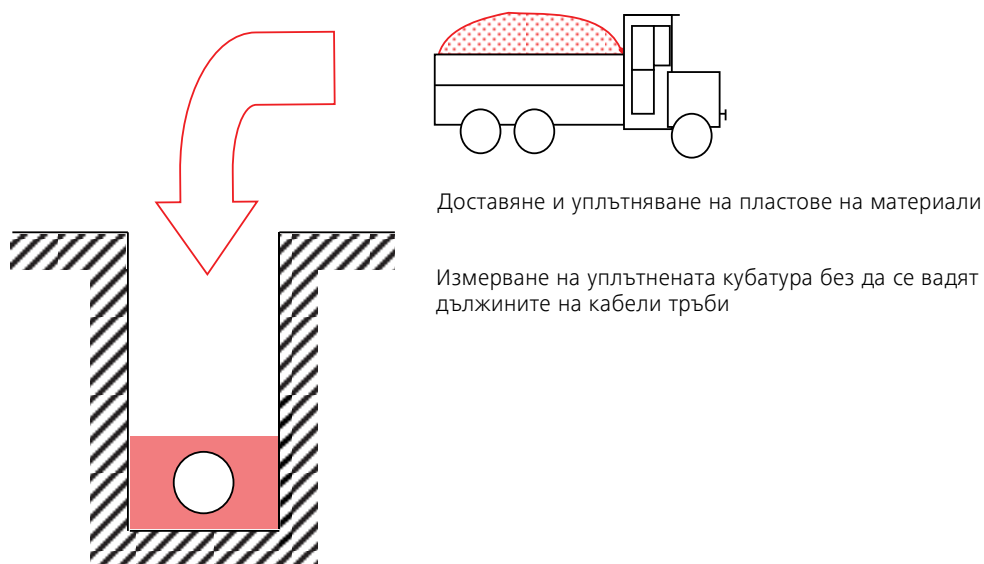 Доставяне и уплътняване на пластове на материали
Измерване на уплътнената кубатура без да се вадят
дължините на кабели тръби